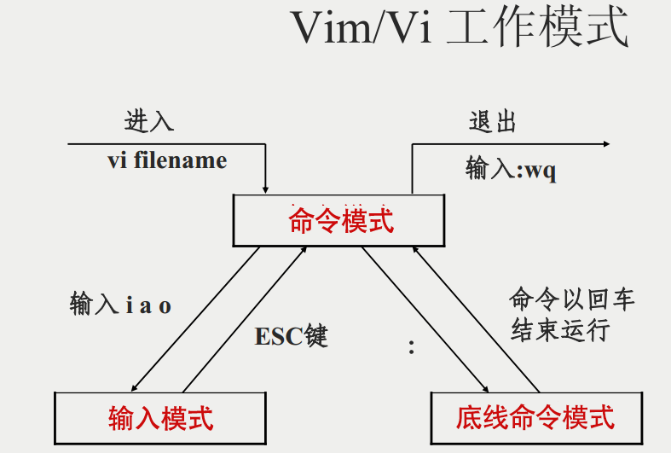 Vim/Vi 工作模式
进入
vi filename
退出
输入:wq
命令模式
输入 i a o
ESC键
:
命令以回车
结束运行
输入模式
底线命令模式